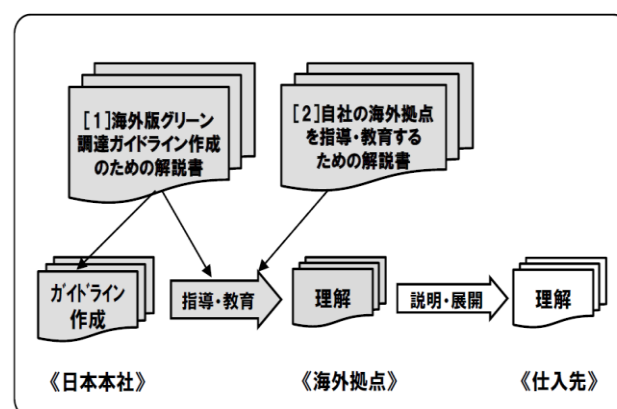 [1]海外版グリーン
調達ガイドライン作成
のための解説書
[2]自社の海外拠点
を指導・教育する
ための解説書
ガイドライン
作成
指導・教育
理解
説明・展開
理解
《日本本社》
《海外拠点》
《仕入先》